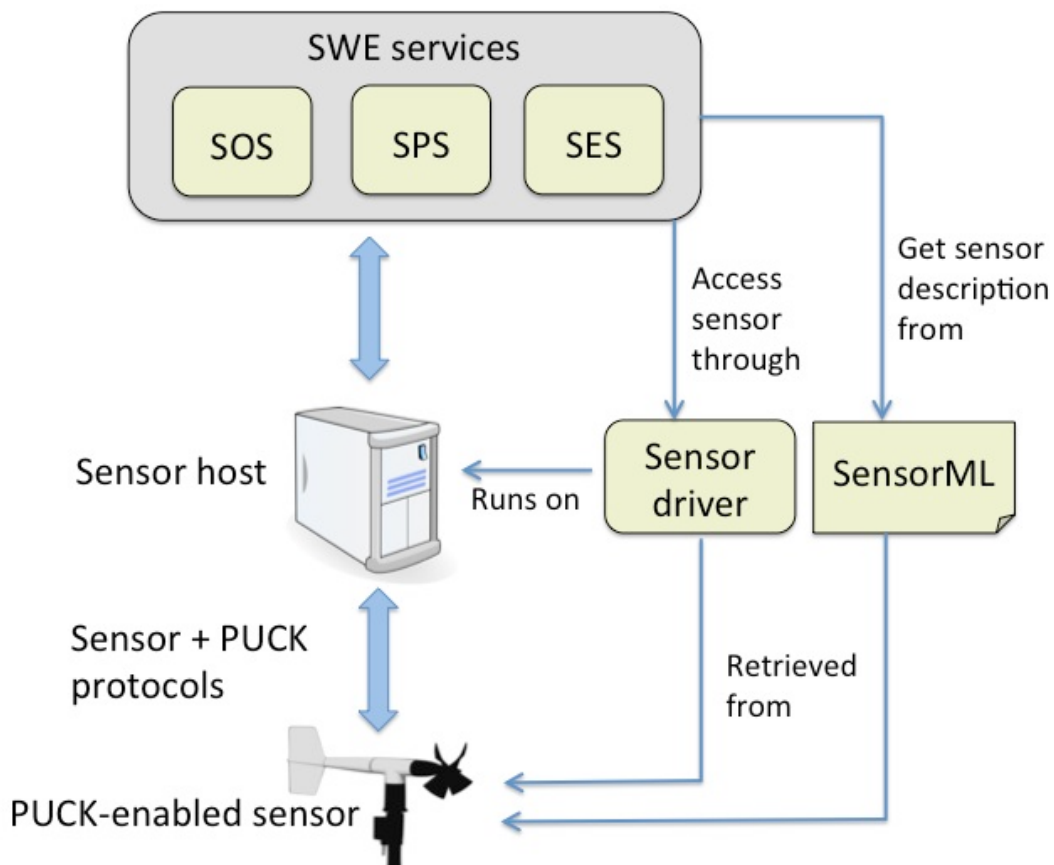 SWE services
SOS
SPS
SES
Access
sensor
through
Get sensor
description
from
Sensor host
Runs on
Sensor
driver
SensorML
Sensor + PUCK
protocols
Retrieved
from
PUCK-enabled sensor